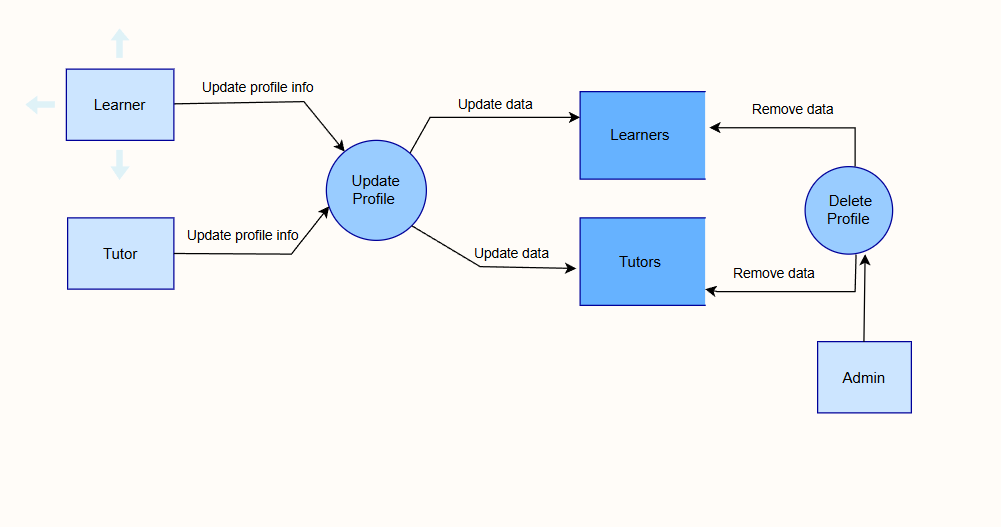 Update profile info
Learner
Update data
Learners
Remove data
Update
Profile
Delete
Profile
Tutor
Update profile info
Update data
Tutors
Remove data
Admin